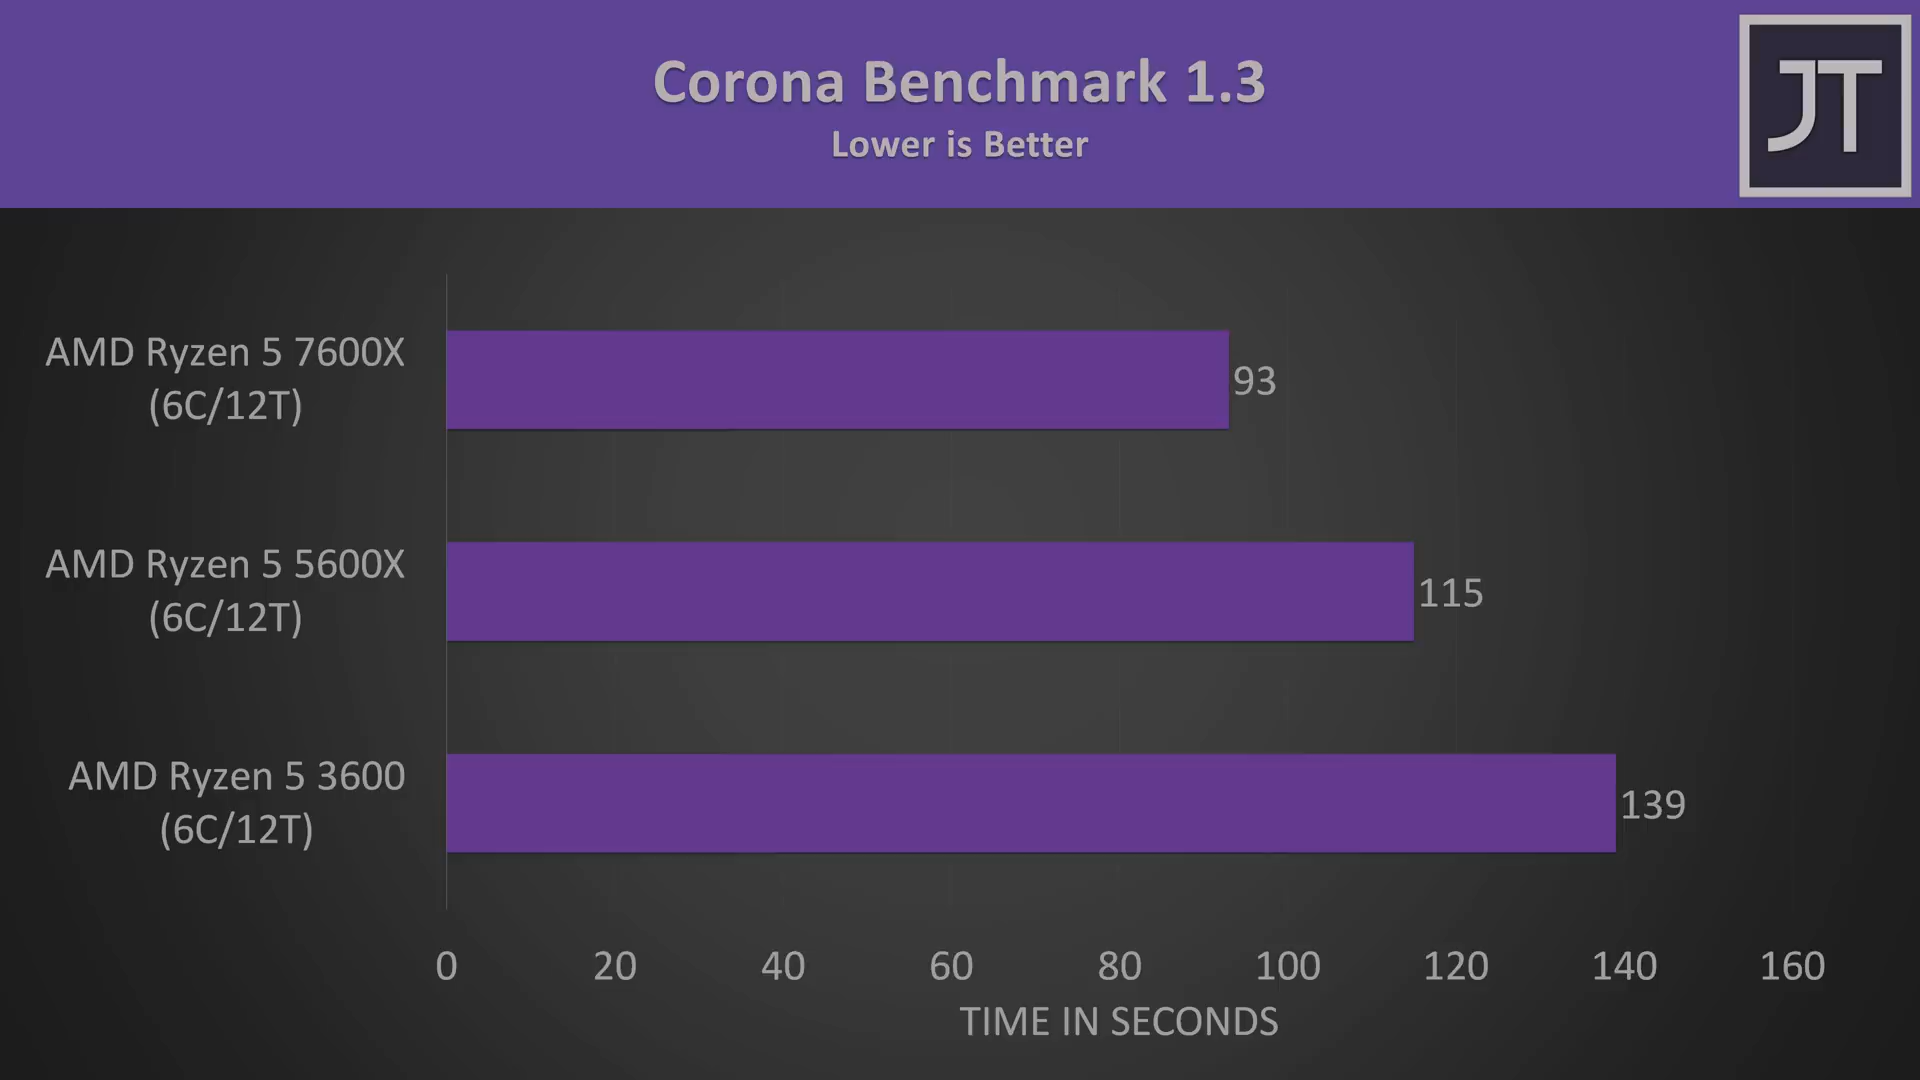 Corona Benchmark 1.3
Lower is Better
JT
AMD Ryzen 5 7600X
(6C/12T)
93
AMD Ryzen 5 5600X
(6C/12T)
115
AMD Ryzen 5 3600
(6C/12T)
139
0 20 40 60 80 100 120 140 160
TIME IN SECONDS